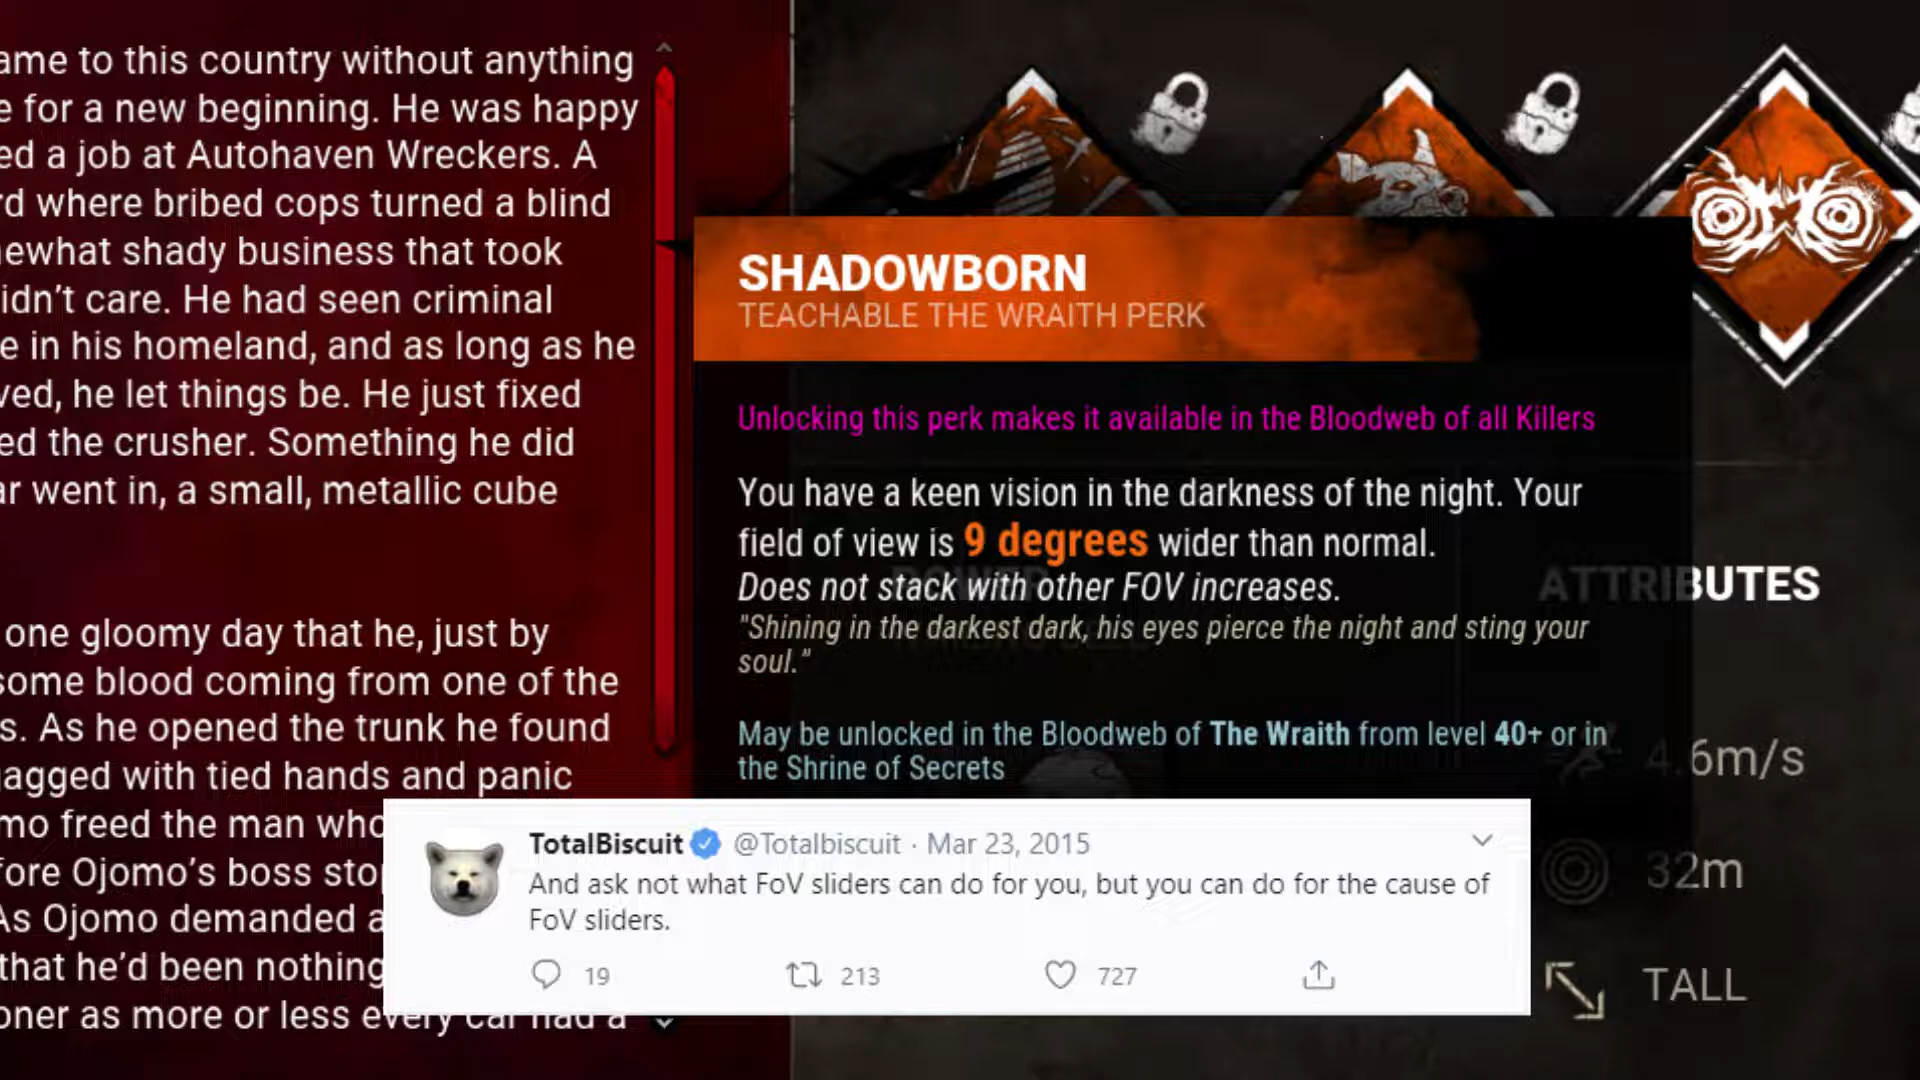 ame to this country without anything
e for a new beginning. He was happy
ed a job at Autohaven Wreckers. A
rd where bribed cops turned a blind
newhat shady business that took
idn't care. He had seen criminal
e in his homeland, and as long as he
ved, he let things be. He just fixed
ed the crusher. Something he did
ar went in, a small, metallic cube
one gloomy day that he, just by
some blood coming from one of the
s. As he opened the trunk he found
gagged with tied hands and panic
mo freed the man who
fore Ojomo's boss sto
As Ojomo demanded a
that he'd been nothing
oner as more or less every car had a
SHADOWBORN
TEACHABLE THE WRAITH PERK
Unlocking this perk makes it available in the Bloodweb of all Killers
You have a keen vision in the darkness of the night. Your
field of view is 9 degrees wider than normal.
Does not stack with other FOV increases.
"Shining in the darkest dark, his eyes pierce the night and sting your
soul."
May be unlocked in the Bloodweb of The Wraith from level 40+ or in
the Shrine of Secrets
POWER
ATTRIBUTES
4.6m/s
32m
TALL
TotalBiscuit @Totalbiscuit · Mar 23, 2015
And ask not what FoV sliders can do for you, but you can do for the cause of
FoV sliders.
19 213 727